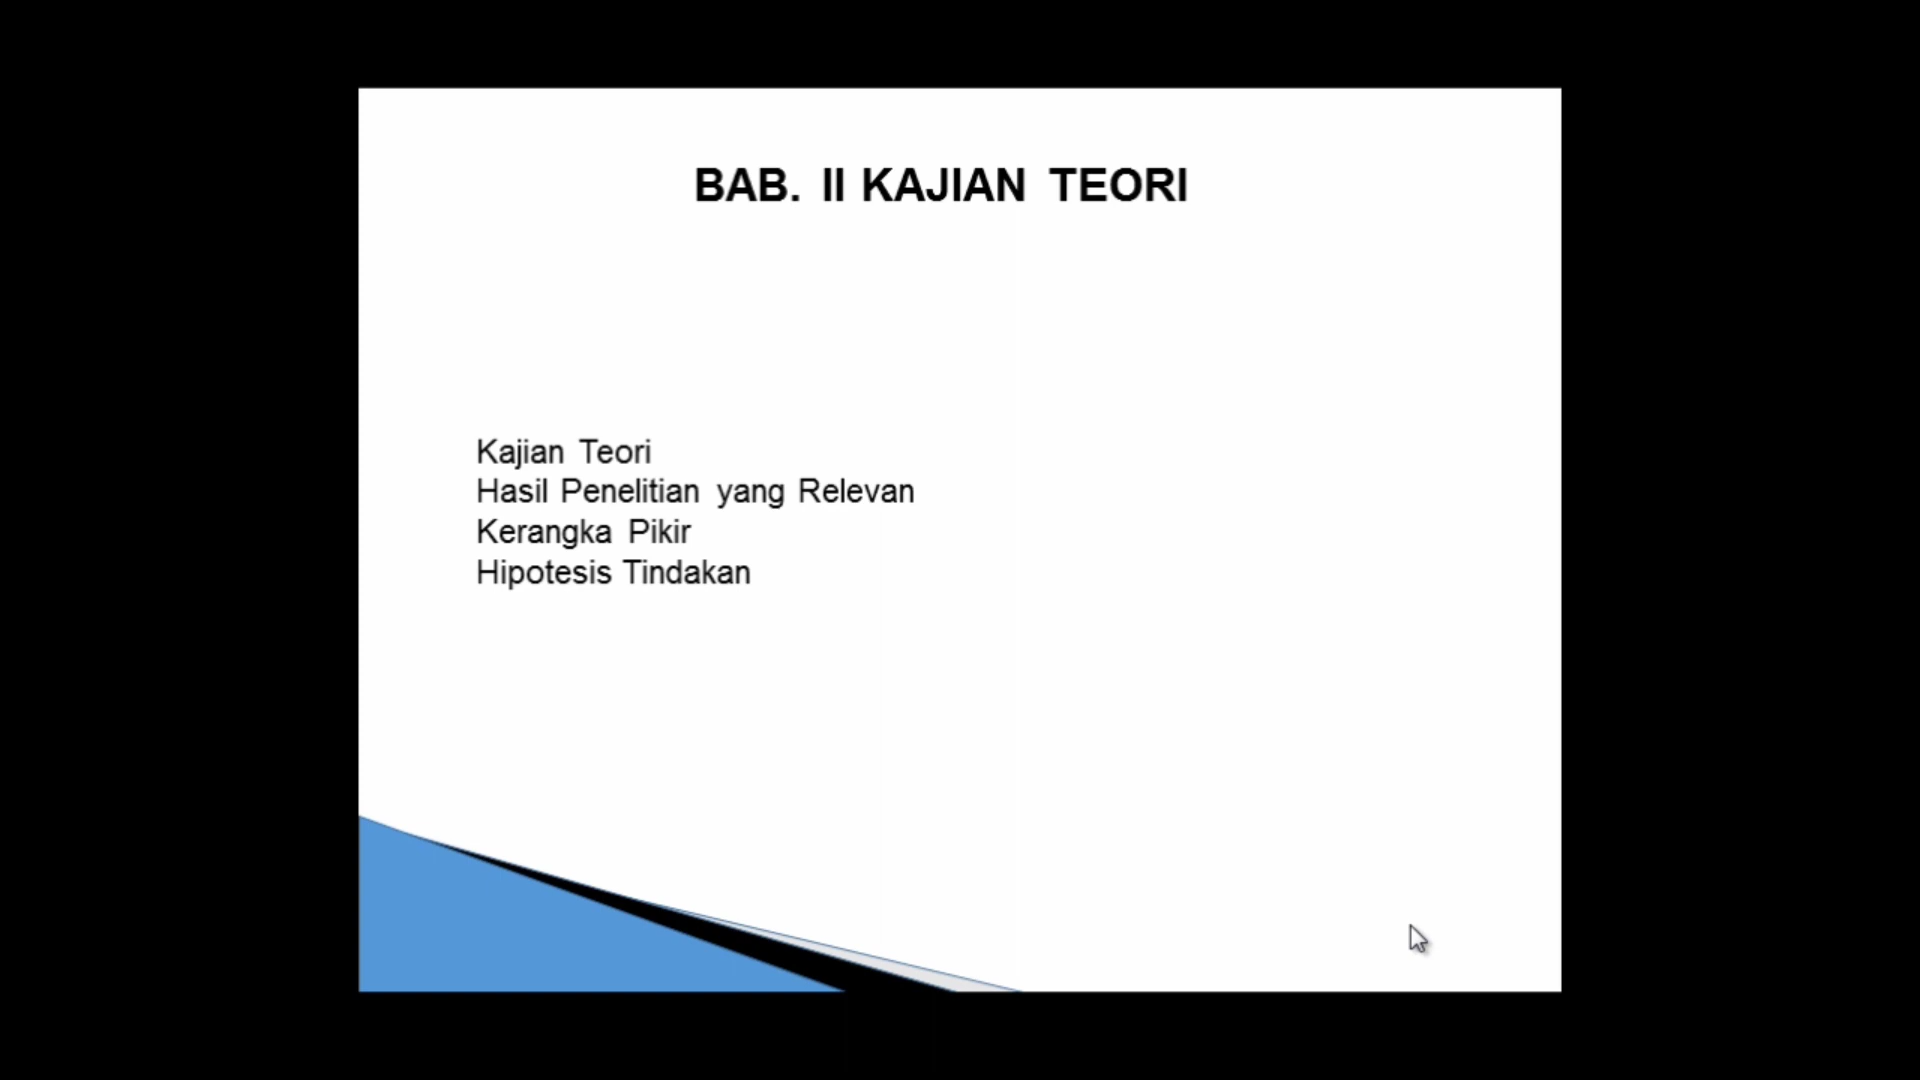 BAB. II KAJIAN TEORI
Kajian Teori
Hasil Penelitian yang Relevan
Kerangka Pikir
Hipotesis Tindakan